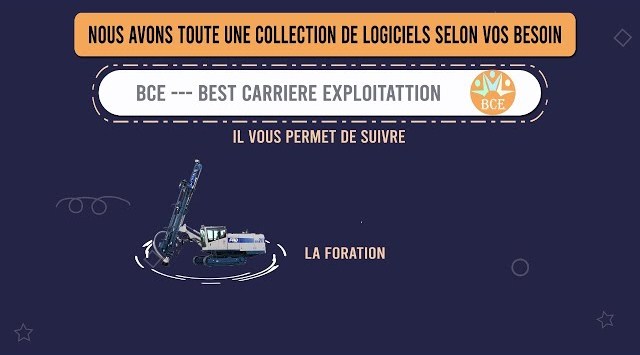 NOUS AVONS TOUTE UNE COLLECTION DE LOGICIELS SELON VOS BESOIN
BCE --- BEST CARRIERE EXPLOITATTION
BCE
IL VOUS PERMET DE SUIVRE
LA FORATION